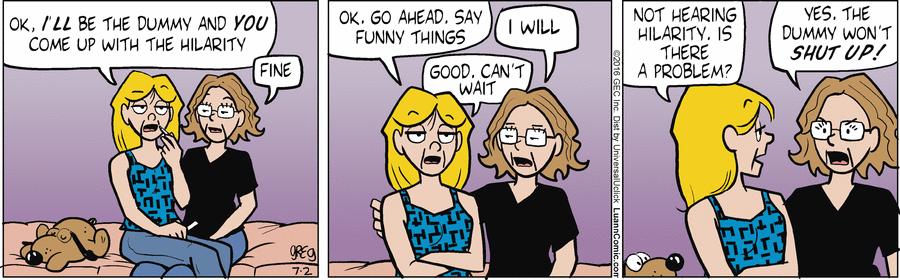 OK, I'LL BE THE DUMMY AND YOU
COME UP WITH THE HILARITY
FINE
GREG
7-2
OK. GO AHEAD. SAY
FUNNY THINGS
I WILL
GOOD. CAN'T
WAIT
©2016 GEC Inc. Dist by UniversalUclick LuannComic.com
NOT HEARING
HILARITY. IS
THERE
A PROBLEM?
YES. THE
DUMMY WON'T
SHUT UP!